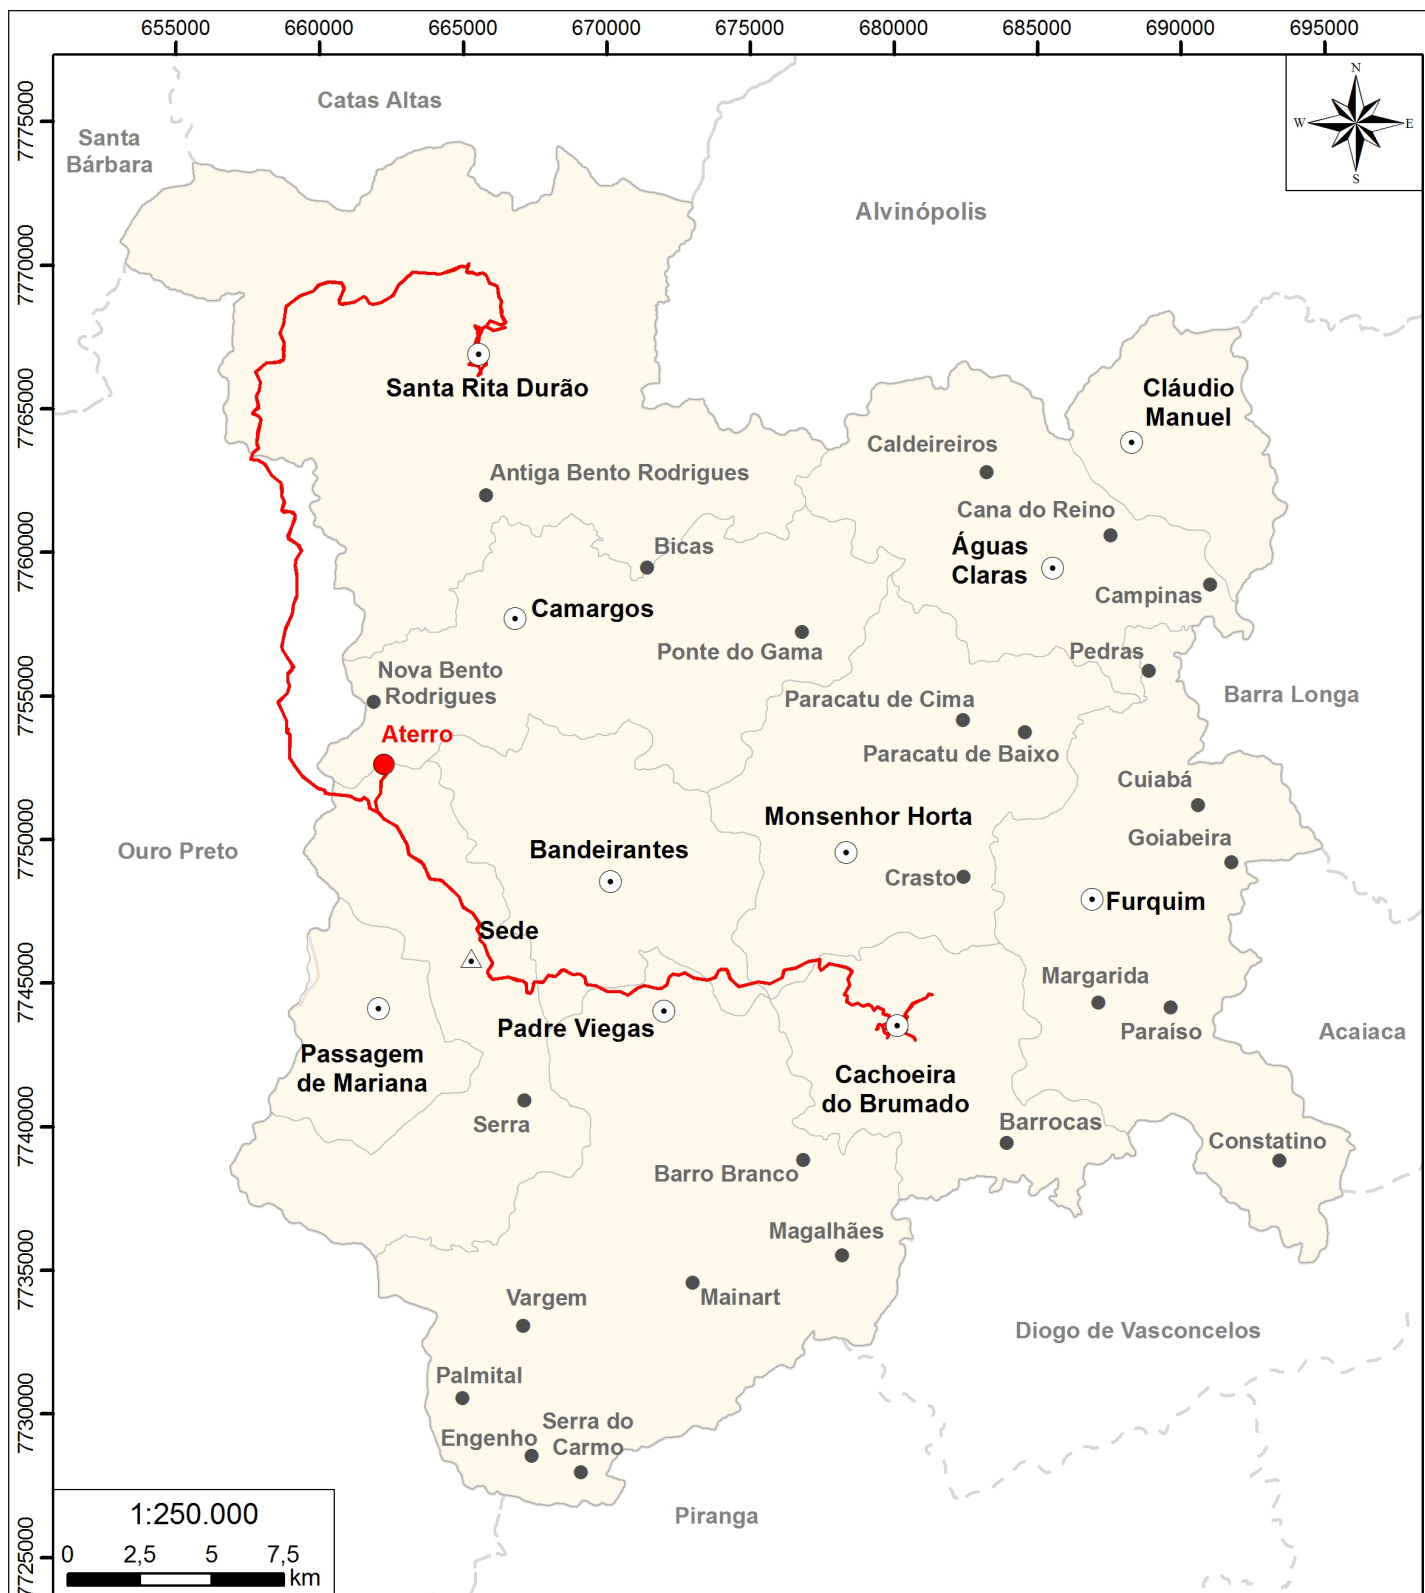 655000 660000 665000 670000 675000 680000 685000 690000 695000
7775000
7770000
7765000
7760000
7755000
7750000
7745000
7740000
7735000
7730000
7725000
N
W E
S
Catas Altas
Santa
Bárbara
Alvinópolis
Santa Rita Durão
Cláudio
Manuel
Caldeireiros
Antiga Bento Rodrigues
Cana do Reino
Águas
Claras
Bicas
Campinas
Camargos
Ponte do Gama
Pedras
Nova Bento
Rodrigues
Paracatu de Cima
Barra Longa
Aterro
Paracatu de Baixo
Cuiabá
Monsenhor Horta
Goiabeira
Ouro Preto
Bandeirantes
Crasto
Furquim
Sede
Margarida
Padre Viegas
Paraíso
Acaiaca
Passagem
de Mariana
Cachoeira
do Brumado
Serra
Barrocas
Constatino
Barro Branco
Magalhães
Mainart
Vargem
Diogo de Vasconcelos
Palmital
Engenho
Serra do
Carmo
Piranga
1:250.000
0 2,5 5 7,5
km